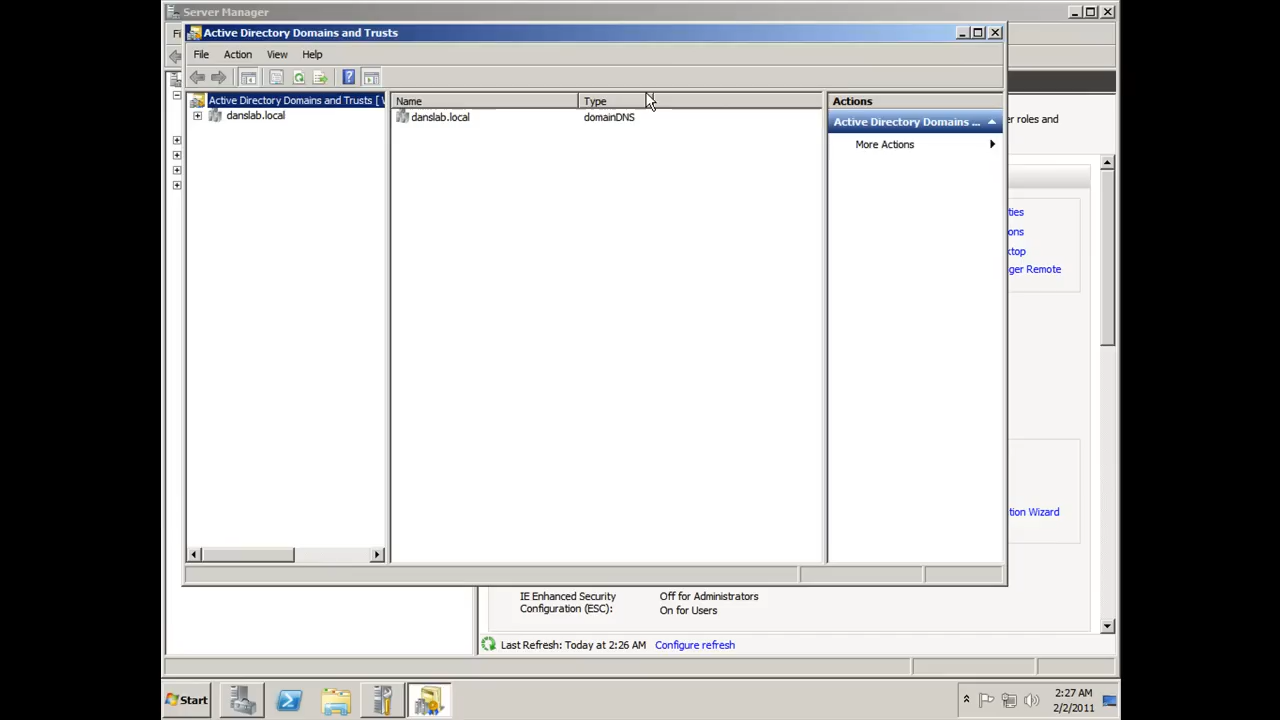 Server Manager
Fi
Active Directory Domains and Trusts
File Action View Help
Active Directory Domains and Trusts [ V
danslab.local
Name Type
danslab.local domainDNS
Actions
Active Directory Domains ...
More Actions
er roles and
ties
ons
ktop
ger Remote
tion Wizard
IE Enhanced Security
Configuration (ESC):
Off for Administrators
On for Users
Last Refresh: Today at 2:26 AM Configure refresh
Start
2:27 AM
2/2/2011